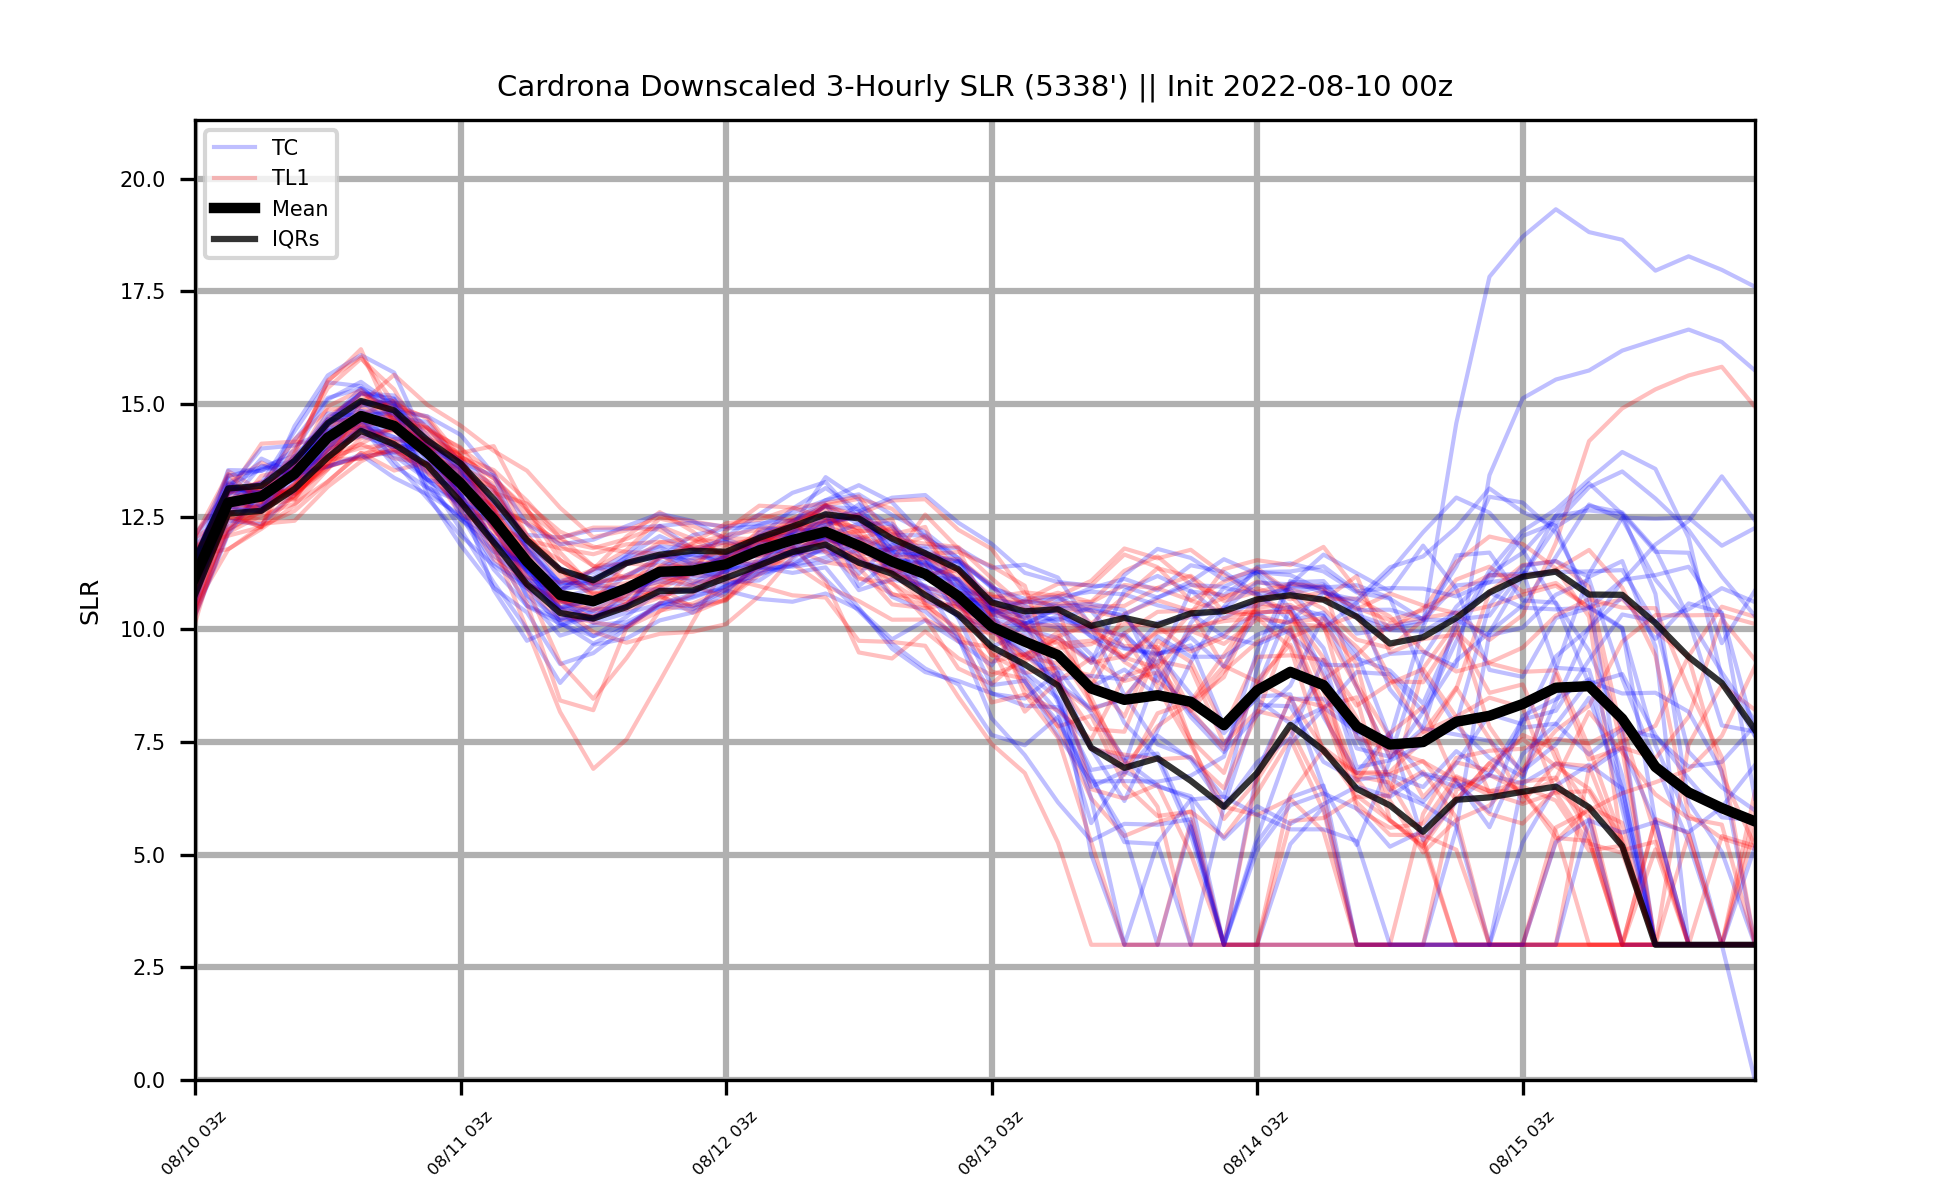 Cardrona Downscaled 3-Hourly SLR (5338') || Init 2022-08-10 00z
TC
TL1
Mean
IQRs
20.0
17.5
15.0
12.5
10.0
7.5
5.0
2.5
0.0
SLR
08/10 03z
08/11 03z
08/12 03z
08/13 03z
08/14 03z
08/15 03z